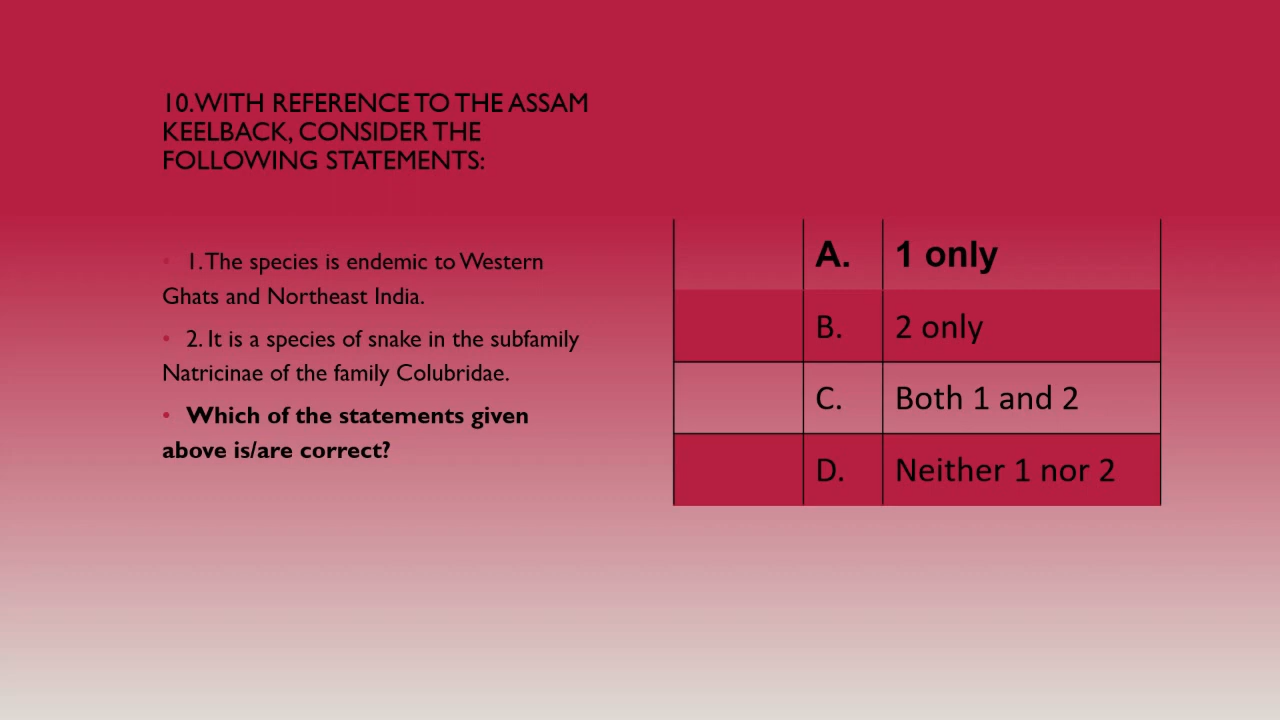 10.WITH REFERENCE TO THE ASSAM
KEELBACK, CONSIDER THE
FOLLOWING STATEMENTS:
• 1.The species is endemic to Western
Ghats and Northeast India.
• 2. It is a species of snake in the subfamily
Natricinae of the family Colubridae.
• Which of the statements given
above is/are correct?
A. 1 only
B. 2 only
C. Both 1 and 2
D. Neither 1 nor 2